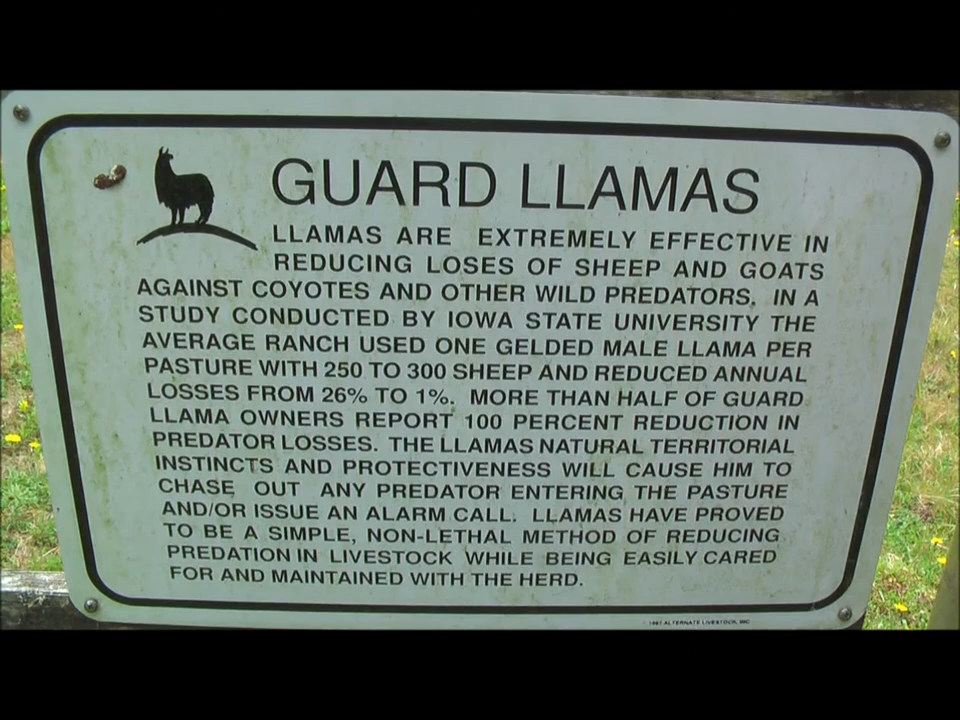 GUARD LLAMAS
LLAMAS ARE EXTREMELY EFFECTIVE IN
REDUCING LOSES OF SHEEP AND GOATS
AGAINST COYOTES AND OTHER WILD PREDATORS. IN A
STUDY CONDUCTED BY IOWA STATE UNIVERSITY THE
AVERAGE RANCH USED ONE GELDED MALE LLAMA PER
PASTURE WITH 250 TO 300 SHEEP AND REDUCED ANNUAL
LOSSES FROM 26% TO 1%. MORE THAN HALF OF GUARD
LLAMA OWNERS REPORT 100 PERCENT REDUCTION IN
PREDATOR LOSSES. THE LLAMAS NATURAL TERRITORIAL
INSTINCTS AND PROTECTIVENESS WILL CAUSE HIM TO
CHASE OUT ANY PREDATOR ENTERING THE PASTURE
AND/OR ISSUE AN ALARM CALL. LLAMAS HAVE PROVED
TO BE A SIMPLE, NON-LETHAL METHOD OF REDUCING
PREDATION IN LIVESTOCK WHILE BEING EASILY CARED
FOR AND MAINTAINED WITH THE HERD.
ALTERNATE LIVESTOCK, INC